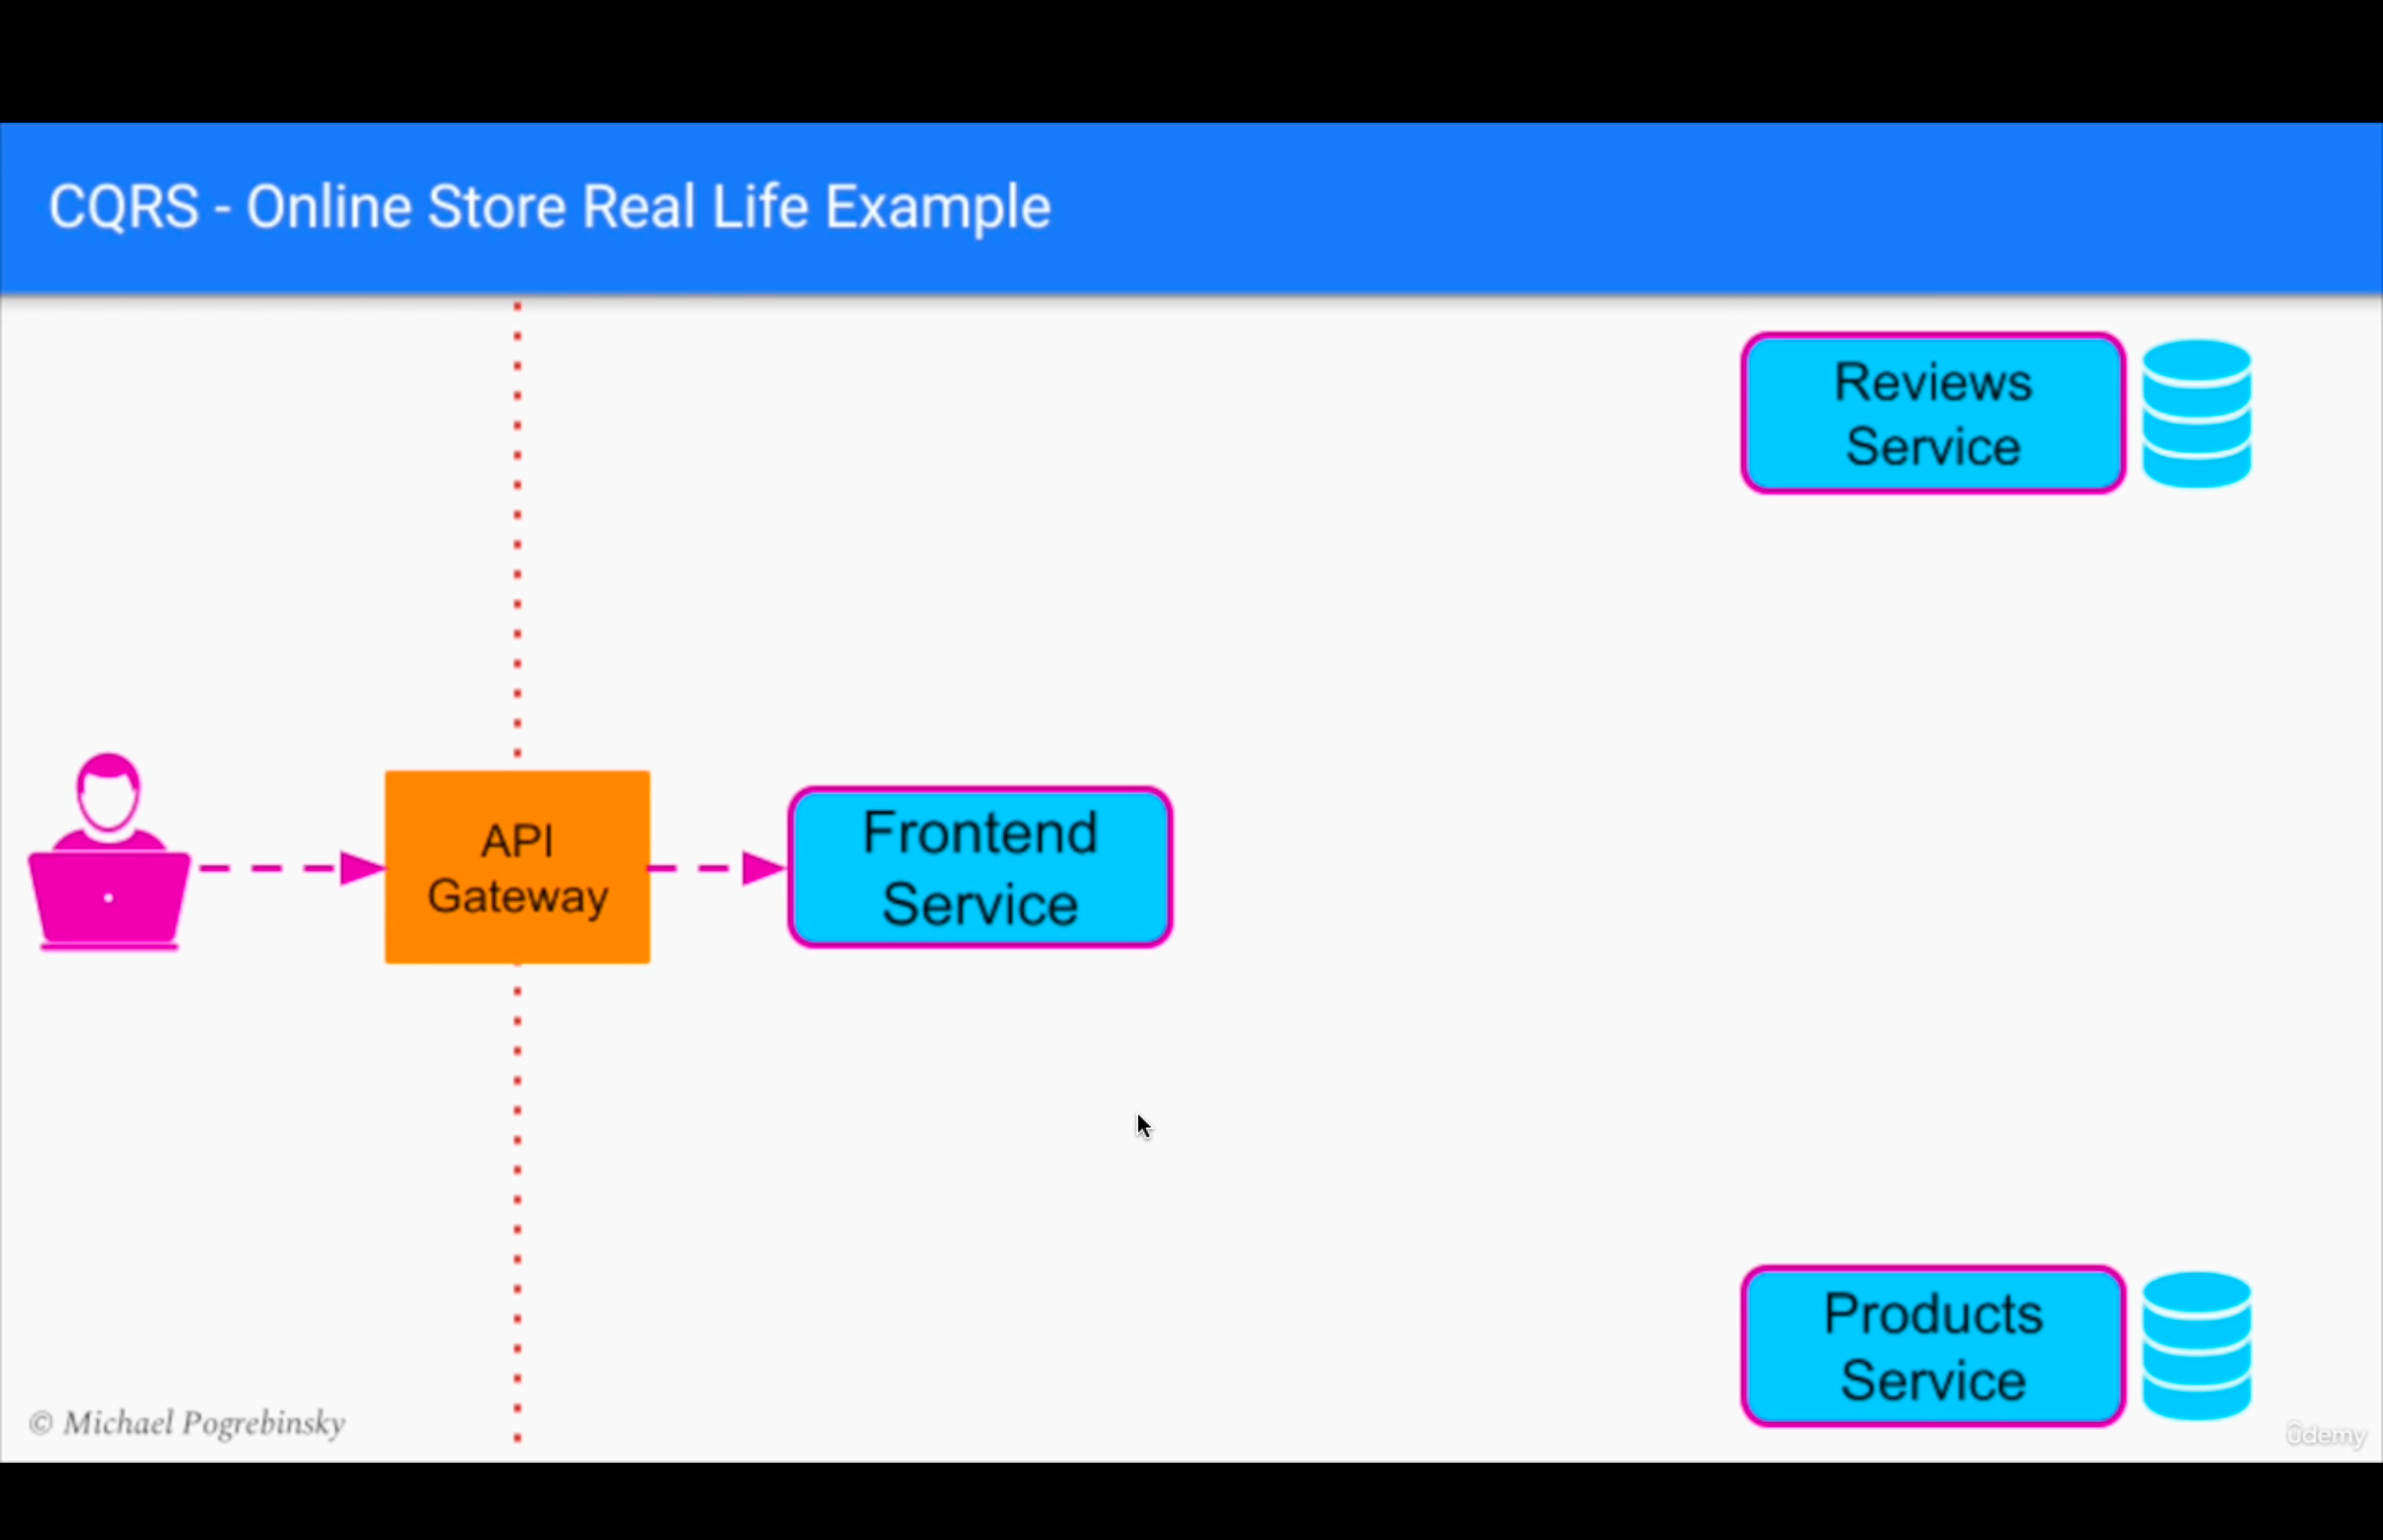 CQRS - Online Store Real Life Example
Reviews
Service
API
Gateway
Frontend
Service
Products
Service
© Michael Pogrebinsky
ûdemy